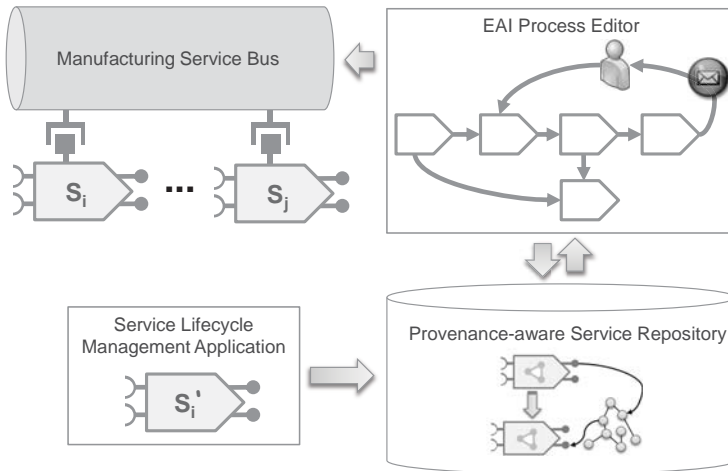 Manufacturing Service Bus
EAI Process Editor
Si
...
Sj
Service Lifecycle
Management Application
Si'
Provenance-aware Service Repository